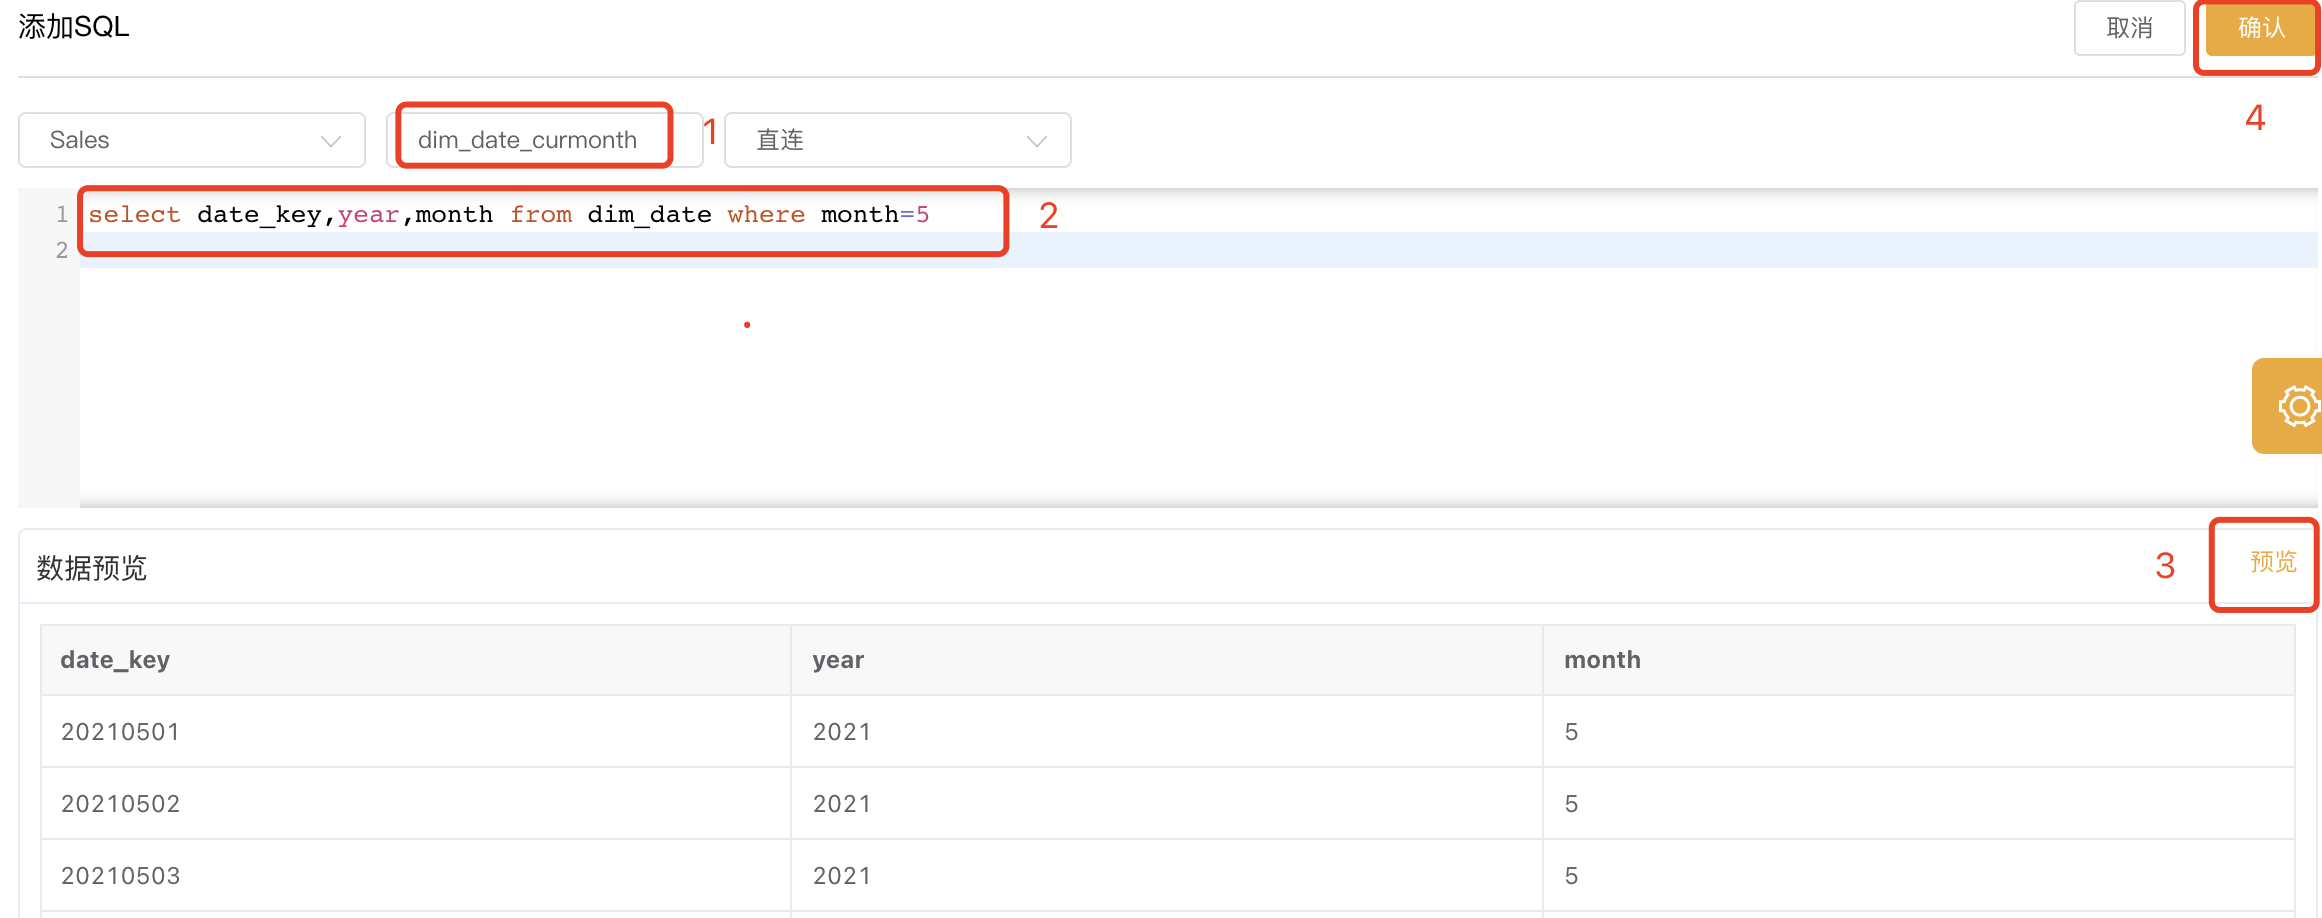 添加SQL
取消
确认
4
Sales
dim_date_curmonth
1
直连
1 select date_key,year,month from dim_date where month=5
2
2
数据预览
3
预览
date_key year month
20210501 2021 5
20210502 2021 5
20210503 2021 5